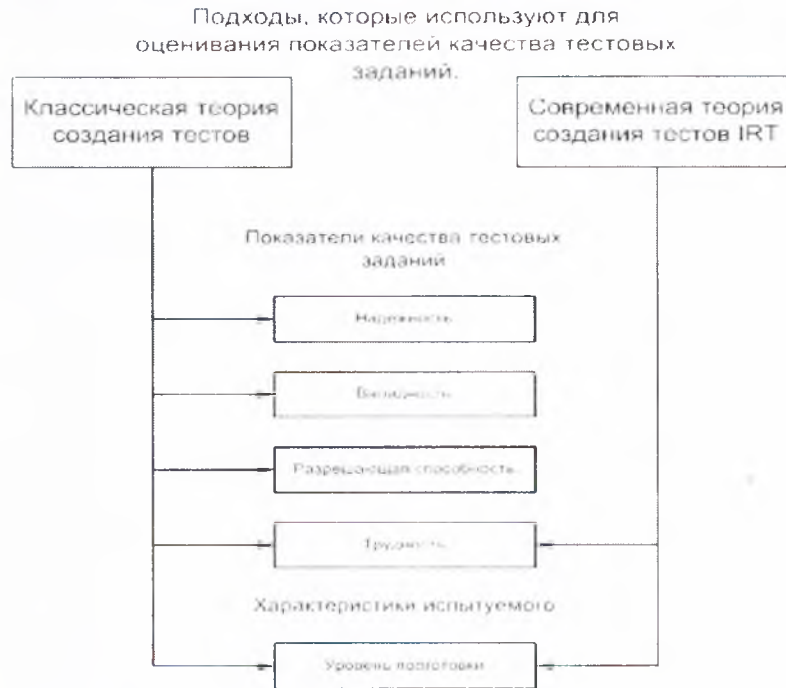 Подходы, которые используют для
оценивания показателей качества тестовых
заданий.
Классическая теория
создания тестов
Современная теория
создания тестов IRT
Показатели качества тестовых
заданий
Надежность
Валидность
Разрешающая способность
Трудность
Характеристики испытуемого
Уровень подготовки